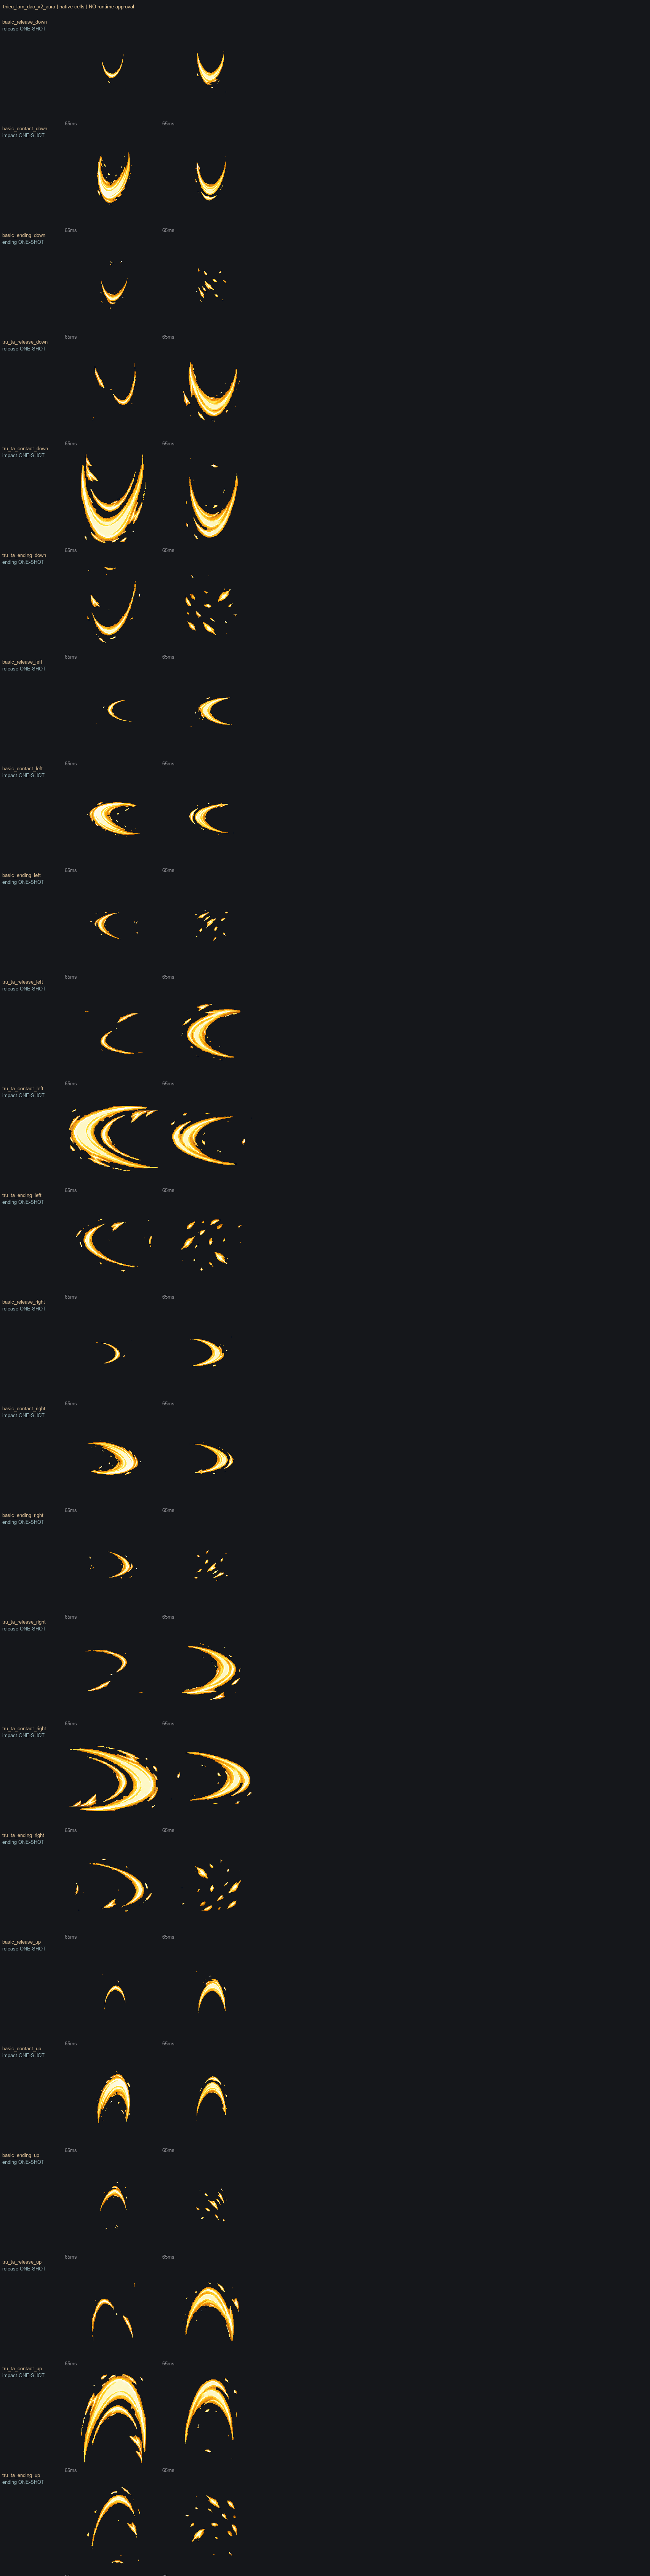 thieu_lam_dao_v2_aura | native cells | NO runtime approval
basic_release_down
release ONE-SHOT
65ms 65ms
basic_contact_down
impact ONE-SHOT
65ms 65ms
basic_ending_down
ending ONE-SHOT
65ms 65ms
tru_ta_release_down
release ONE-SHOT
65ms 65ms
tru_ta_contact_down
impact ONE-SHOT
65ms 65ms
tru_ta_ending_down
ending ONE-SHOT
65ms 65ms
basic_release_left
release ONE-SHOT
65ms 65ms
basic_contact_left
impact ONE-SHOT
65ms 65ms
basic_ending_left
ending ONE-SHOT
65ms 65ms
tru_ta_release_left
release ONE-SHOT
65ms 65ms
tru_ta_contact_left
impact ONE-SHOT
65ms 65ms
tru_ta_ending_left
ending ONE-SHOT
65ms 65ms
basic_release_right
release ONE-SHOT
65ms 65ms
basic_contact_right
impact ONE-SHOT
65ms 65ms
basic_ending_right
ending ONE-SHOT
65ms 65ms
tru_ta_release_right
release ONE-SHOT
65ms 65ms
tru_ta_contact_right
impact ONE-SHOT
65ms 65ms
tru_ta_ending_right
ending ONE-SHOT
65ms 65ms
basic_release_up
release ONE-SHOT
65ms 65ms
basic_contact_up
impact ONE-SHOT
65ms 65ms
basic_ending_up
ending ONE-SHOT
65ms 65ms
tru_ta_release_up
release ONE-SHOT
65ms 65ms
tru_ta_contact_up
impact ONE-SHOT
65ms 65ms
tru_ta_ending_up
ending ONE-SHOT